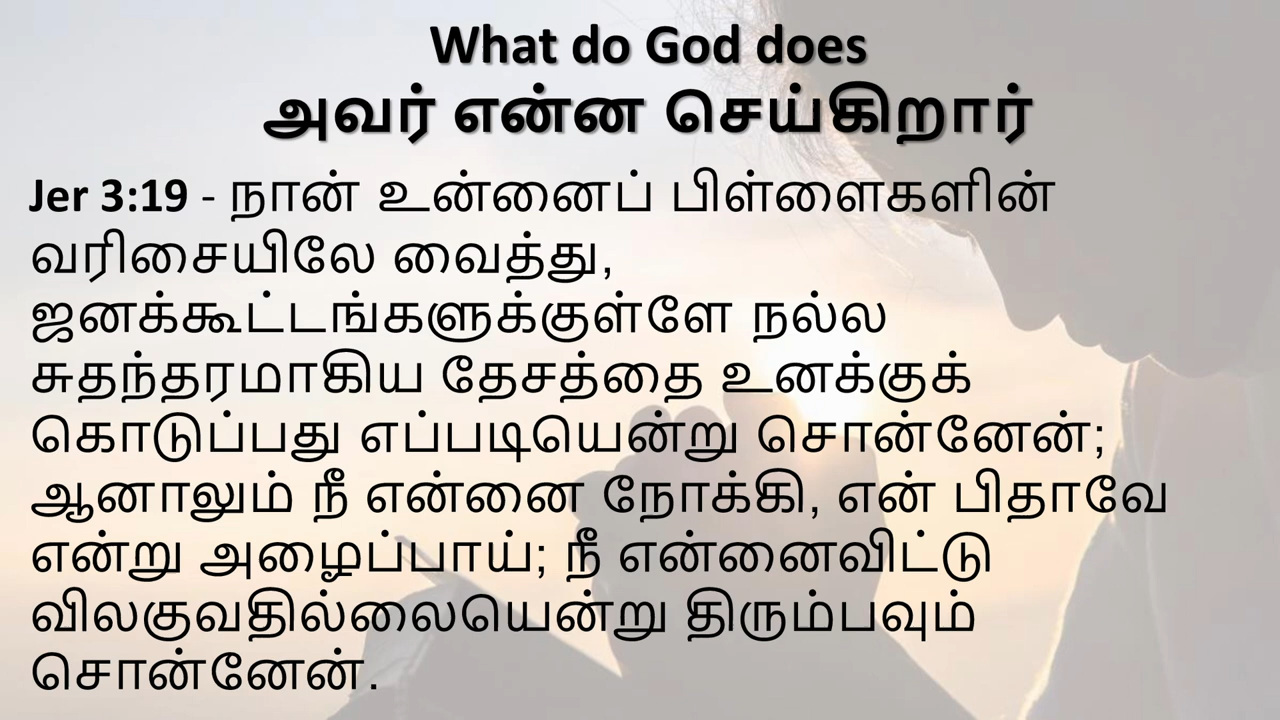 What do God does
அவர் என்ன செய்கிறார்
Jer 3:19 - நான் உன்னைப் பிள்ளைகளின்
வரிசையிலே வைத்து,
ஜனக்கூட்டங்களுக்குள்ளே நல்ல
சுதந்தரமாகிய தேசத்தை உனக்குக்
கொடுப்பது எப்படியென்று சொன்னேன்;
ஆனாலும் நீ என்னை நோக்கி, என் பிதாவே
என்று அழைப்பாய்; நீ என்னைவிட்டு
விலகுவதில்லையென்று திரும்பவும்
சொன்னேன்.